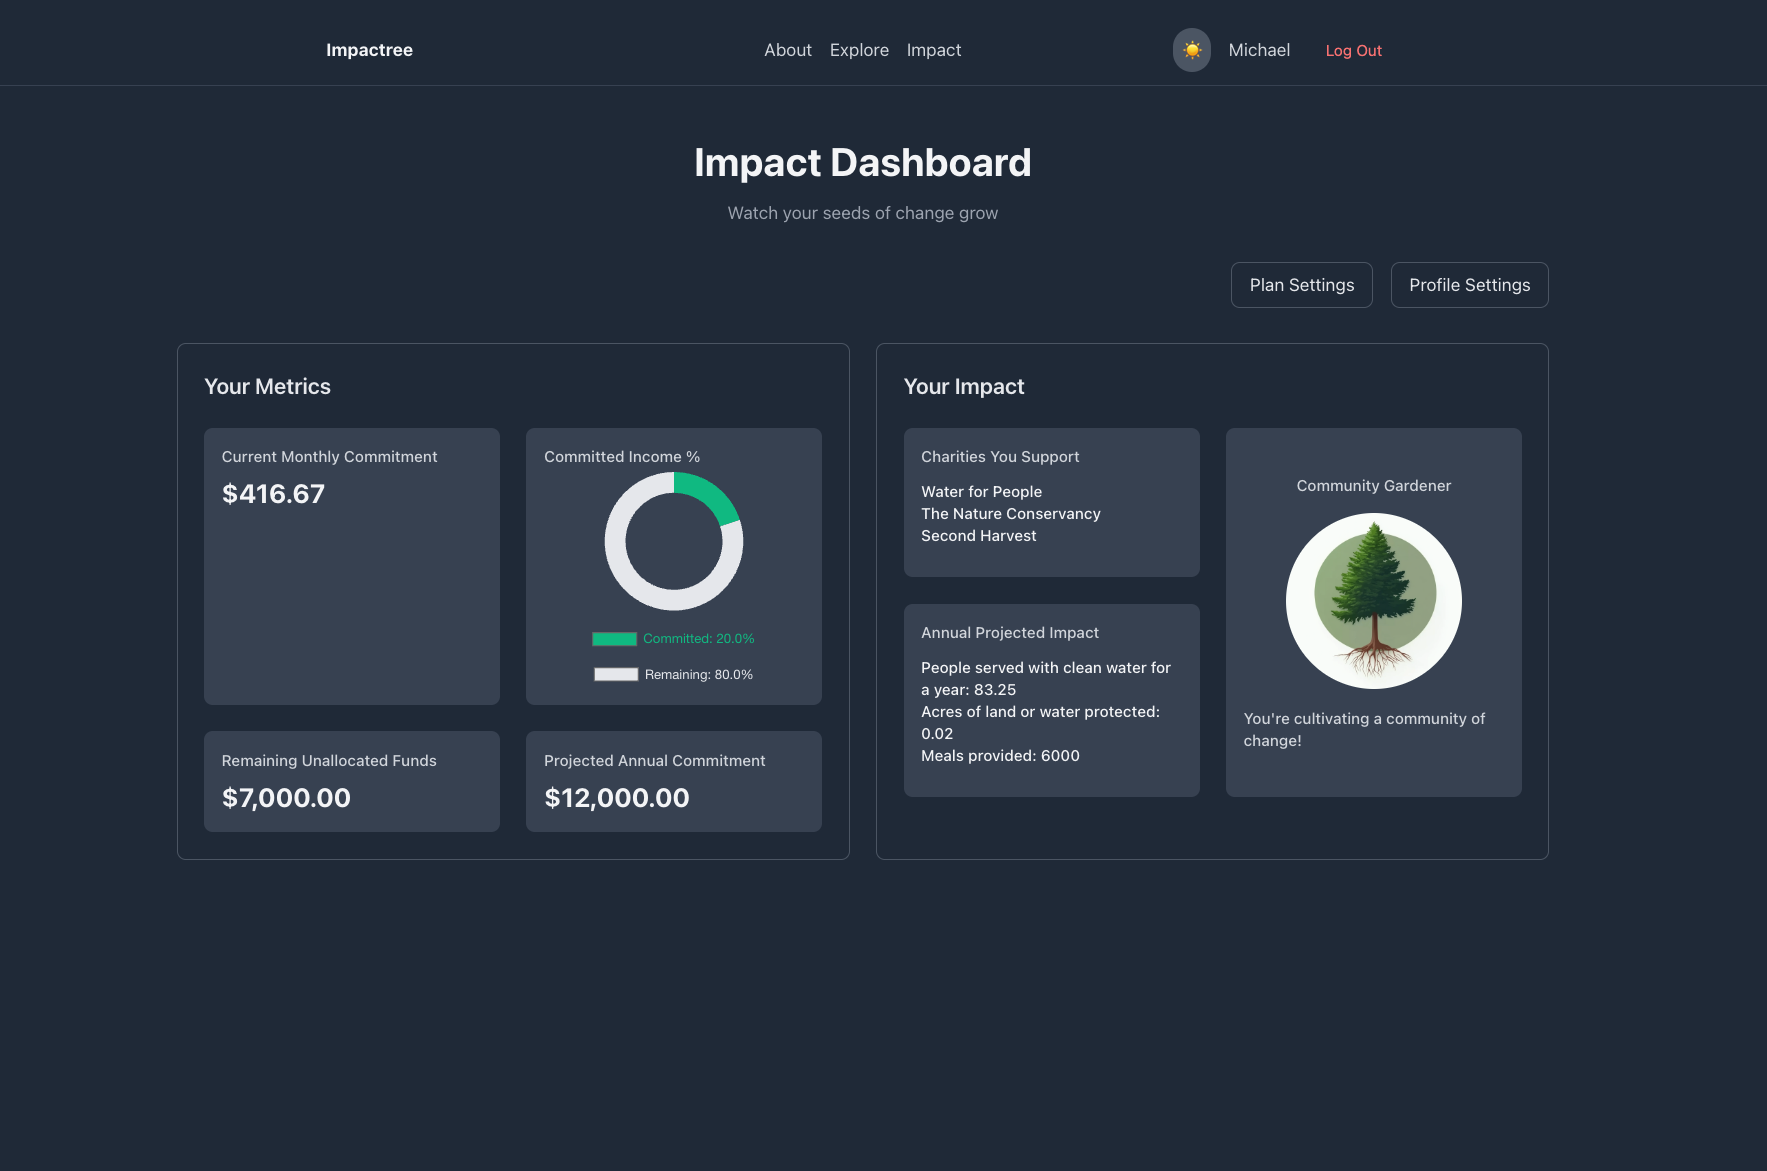 Impactree
About Explore Impact
Michael
Log Out
Impact Dashboard
Watch your seeds of change grow
Plan Settings
Profile Settings
Your Metrics
Current Monthly Commitment
$416.67
Committed Income %
Committed: 20.0%
Remaining: 80.0%
Remaining Unallocated Funds
$7,000.00
Projected Annual Commitment
$12,000.00
Your Impact
Charities You Support
Water for People
The Nature Conservancy
Second Harvest
Annual Projected Impact
People served with clean water for
a year: 83.25
Acres of land or water protected:
0.02
Meals provided: 6000
Community Gardener
You're cultivating a community of
change!